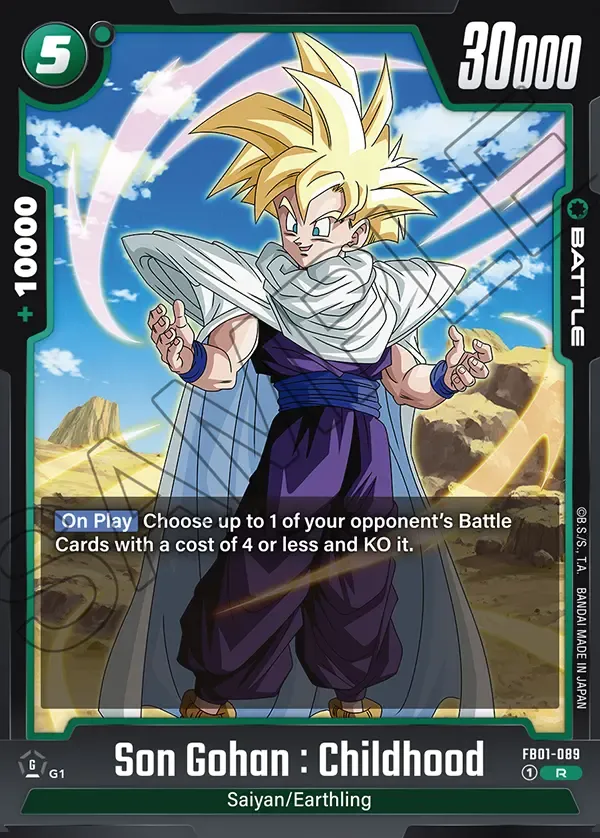 5
30000
+ 10000
BATTLE
SAMPLE
On Play Choose up to 1 of your opponent's Battle
Cards with a cost of 4 or less and KO it.
©B.S./S., T.A. BANDAI MADE IN JAPAN
G G1
Son Gohan : Childhood
FB01-089
1 R
Saiyan/Earthling